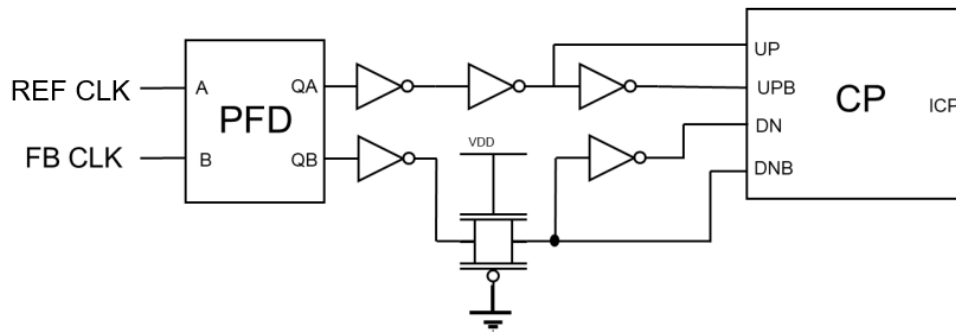 REF CLK
FB CLK
A
B
PFD
QA
QB
VDD
UP
UPB
DN
DNB
CP
ICP